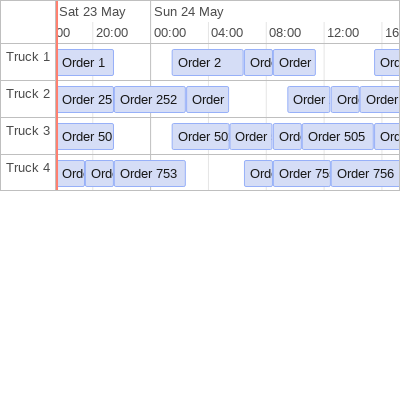 Sat 23 May Sun 24 May
00 20:00 00:00 04:00 08:00 12:00 16
Truck 1 Order 1 Order 2 Ord Order Ord
Truck 2 Order 25 Order 252 Order Order Ord Order
Truck 3 Order 50 Order 50 Order Ord Order 505 Ord
Truck 4 Ord Ord Order 753 Ord Order 75 Order 756